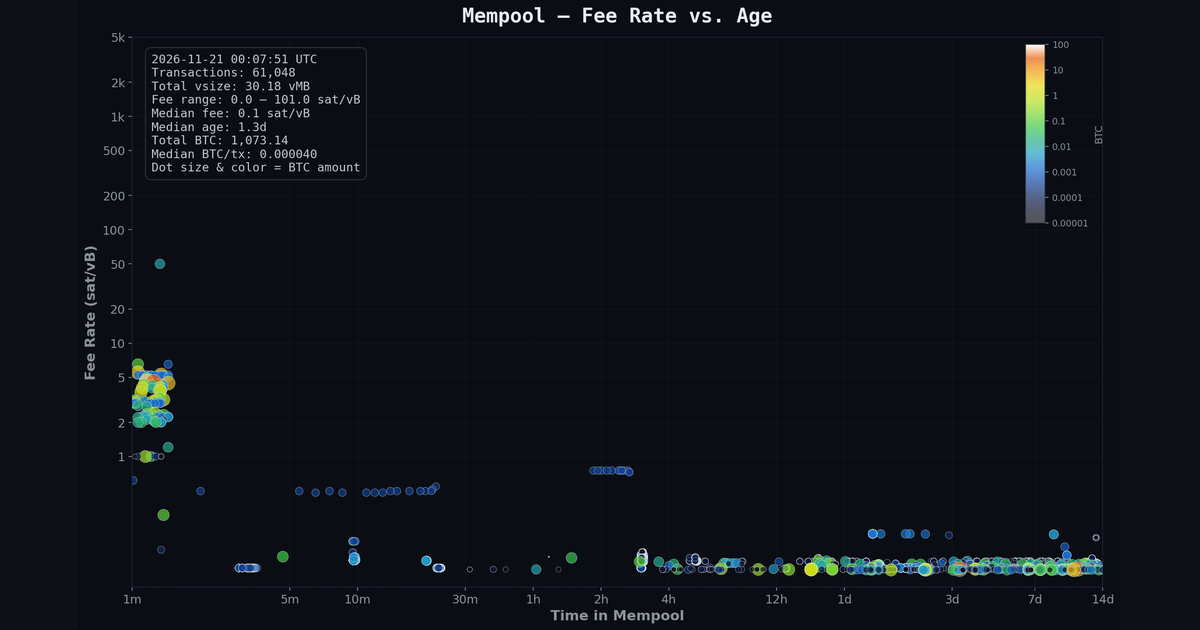 Mempool — Fee Rate vs. Age
2026-11-21 00:07:51 UTC
Transactions: 61,048
Total vsize: 30.18 vMB
Fee range: 0.0 – 101.0 sat/vB
Median fee: 0.1 sat/vB
Median age: 1.3d
Total BTC: 1,073.14
Median BTC/tx: 0.000040
Dot size & color = BTC amount
100
10
1
0.1
0.01
0.001
0.0001
0.00001
BTC
Fee Rate (sat/vB)
5k
2k
1k
500
200
100
50
20
10
5
2
1
1m
5m
10m
30m
1h
2h
4h
12h
1d
3d
7d
14d
Time in Mempool